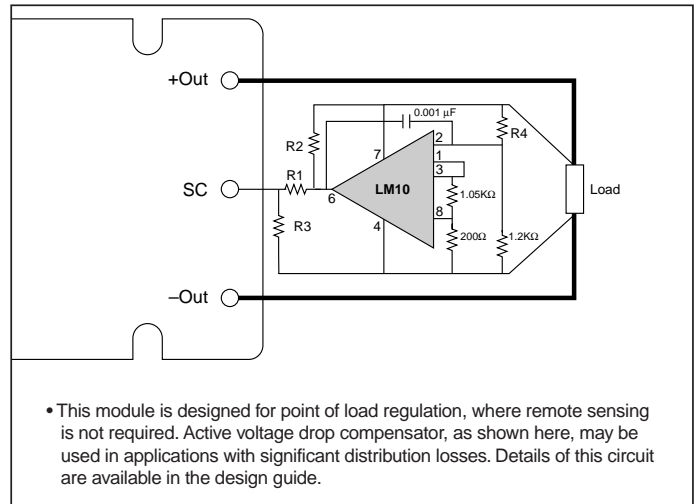 +Out
0.001 µF
R2
R4
2
7
1
R1
3
SC
LM10
Load
6
1.05KΩ
8
R3
4
200Ω
1.2KΩ
–Out
• This module is designed for point of load regulation, where remote sensing
is not required. Active voltage drop compensator, as shown here, may be
used in applications with significant distribution losses. Details of this circuit
are available in the design guide.